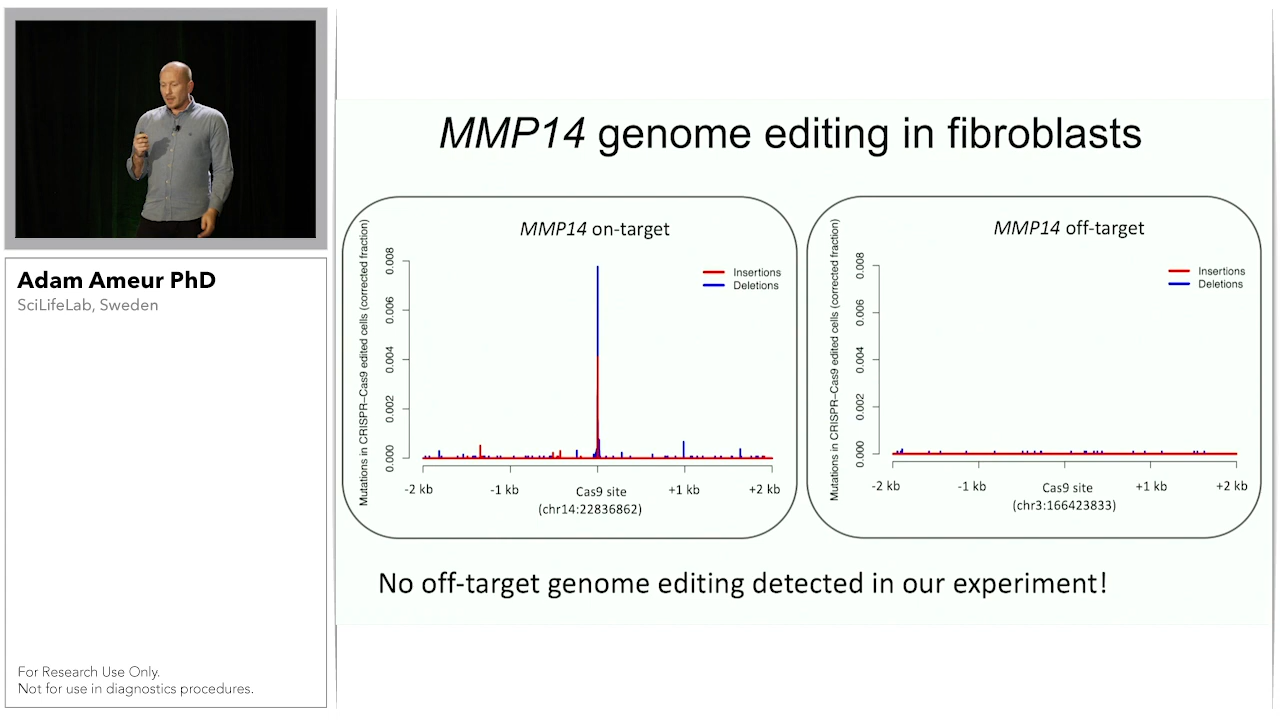 Adam Ameur PhD
SciLifeLab, Sweden
For Research Use Only.
Not for use in diagnostics procedures.
MMP14 genome editing in fibroblasts
MMP14 on-target
Mutations in CRISPR–Cas9 edited cells (corrected fraction)
0.008
0.006
0.004
0.002
0.000
Insertions
Deletions
-2 kb
-1 kb
Cas9 site
(chr14:22836862)
+1 kb
+2 kb
MMP14 off-target
Mutations in CRISPR–Cas9 edited cells (corrected fraction)
0.008
0.006
0.004
0.002
0.000
Insertions
Deletions
-2 kb
-1 kb
Cas9 site
(chr3:166423833)
+1 kb
+2 kb
No off-target genome editing detected in our experiment!